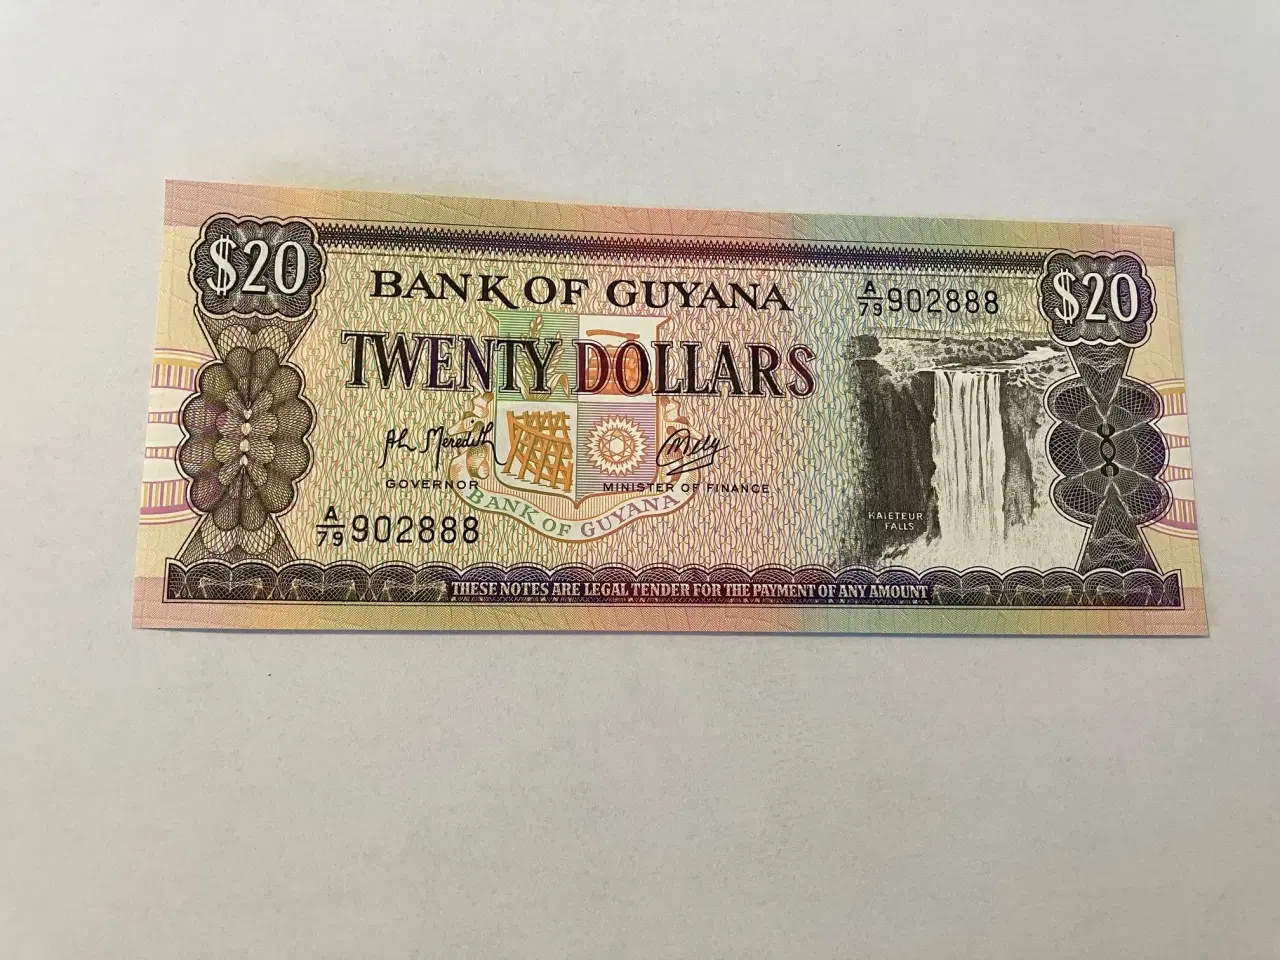 $20
BANK OF GUYANA
A/79 902888
$20
TWENTY DOLLARS
A H Meredith
GOVERNOR
MINISTER OF FINANCE
BANK OF GUYANA
A/79 902888
KAIETEUR
FALLS
THESE NOTES ARE LEGAL TENDER FOR THE PAYMENT OF ANY AMOUNT